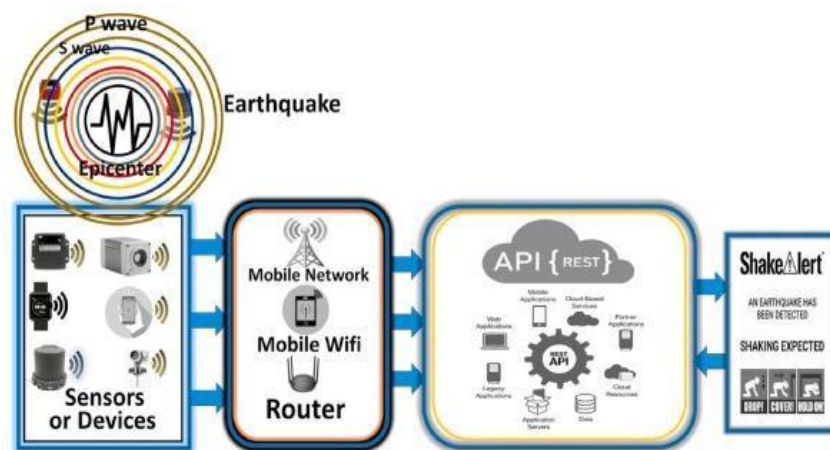 P wave
S wave
Epicenter
Earthquake
Sensors
or Devices
Mobile Network
Mobile Wifi
Router
API {REST}
Mobile
Applications
Cloud-Based
Services
Web
Applications
Partner
Applications
REST
API
Legacy
Applications
Cloud
Resources
Application
Servers
Data
ShakeAlert
AN EARTHQUAKE HAS
BEEN DETECTED
SHAKING EXPECTED
DROP! COVER! HOLD ON!